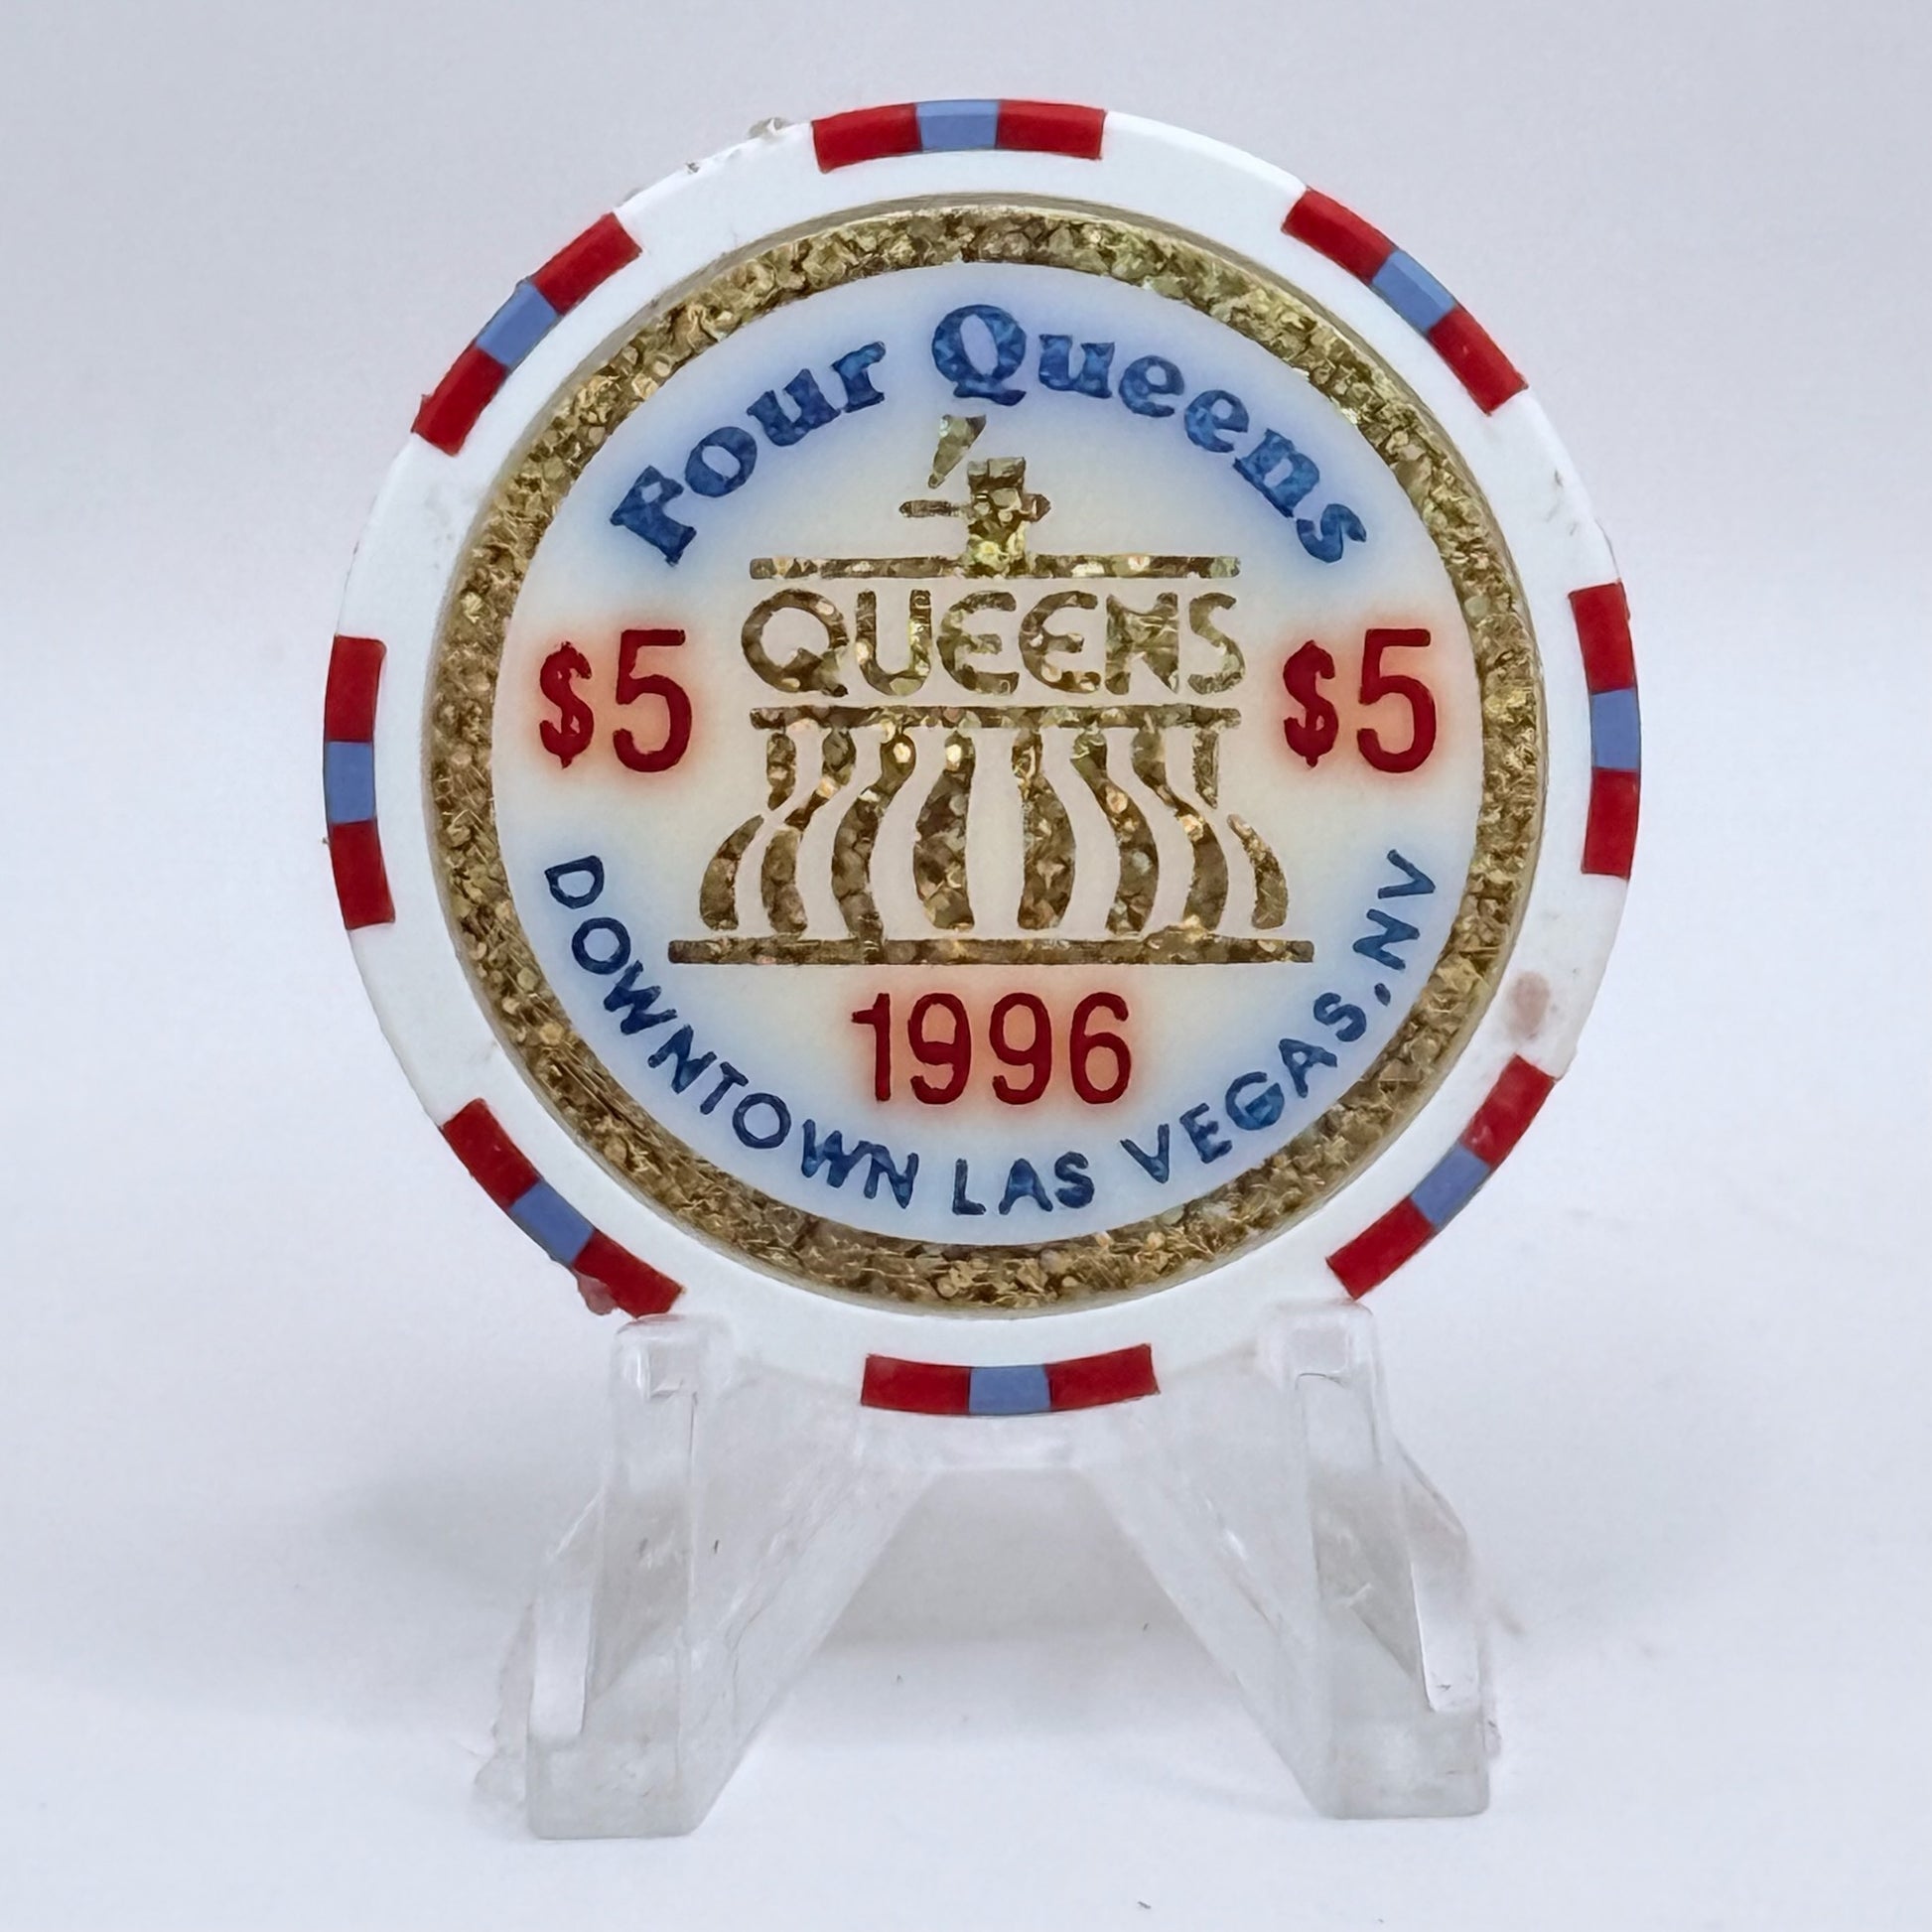 Four Queens
4
QUEENS
$5 $5
1996
DOWNTOWN LAS VEGAS, NV